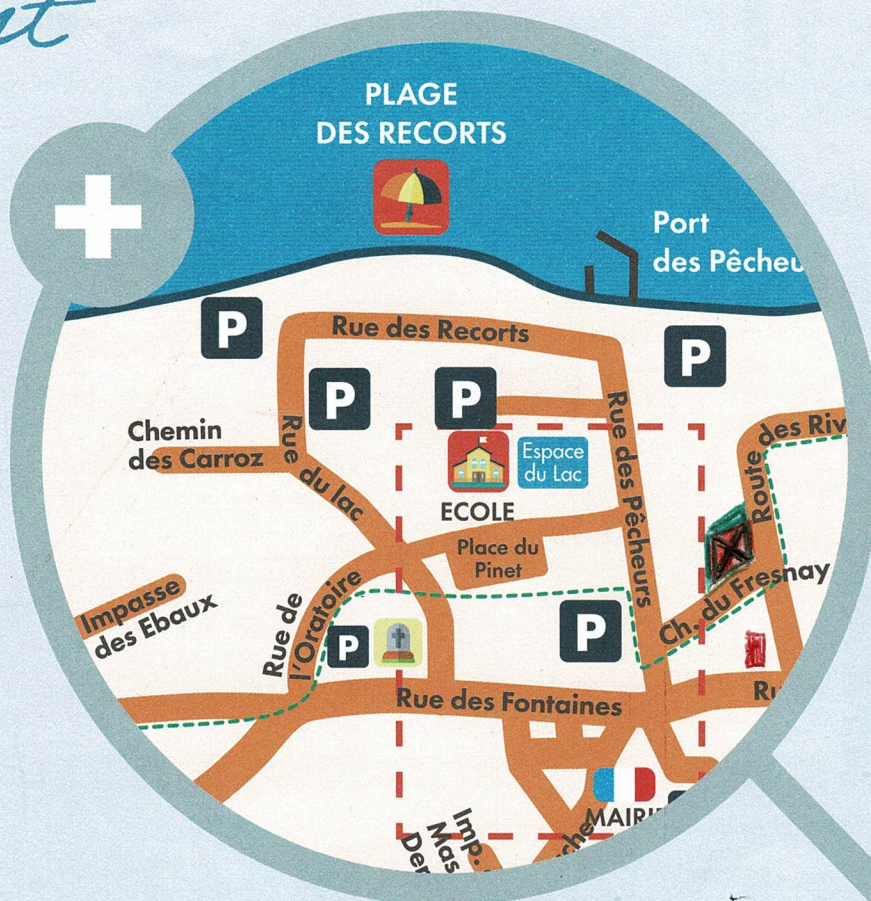 PLAGE
DES RECORTS
Port
des Pêcheu
P
Rue des Recorts
P
P
P
Chemin
des Carroz
Rue du lac
Rue des Pêcheurs
Route des Riv
Espace
du Lac
ECOLE
Place du
Pinet
Impasse
des Ebaux
Rue de
l'Oratoire
P
P
Ch. du Fresnay
Rue des Fontaines
Ru
MAIRI
Imp.
Mas
Der
che